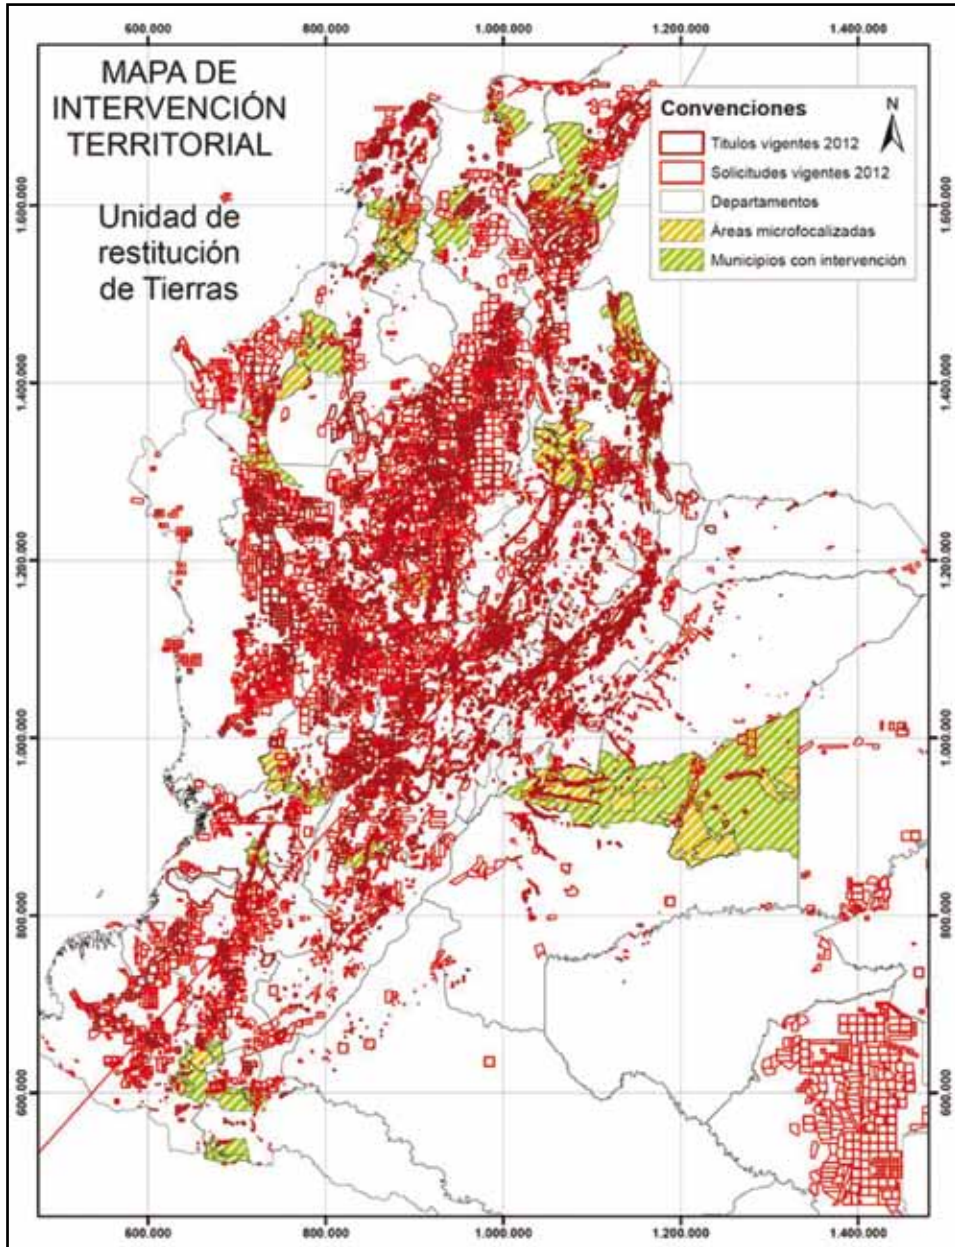 600.000 800.000 1.000.000 1.200.000 1.400.000
MAPA DE
INTERVENCIÓN
TERRITORIAL
Unidad de
restitución
de Tierras
Convenciones
N
Titulos vigentes 2012
Solicitudes vigentes 2012
Departamentos
Áreas microfocalizadas
Municipios con intervención
1.600.000
1.400.000
1.200.000
1.000.000
800.000
600.000
1.600.000
1.400.000
1.200.000
1.000.000
800.000
600.000
600.000 800.000 1.000.000 1.200.000 1.400.000